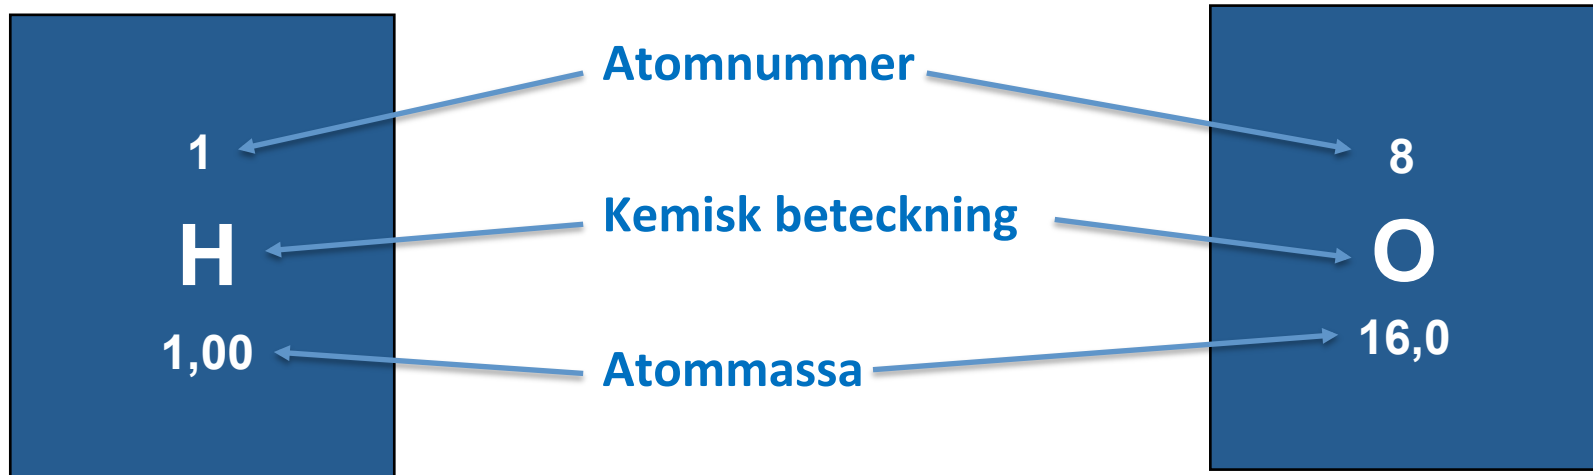 Atomnummer
1
8
Kemisk beteckning
H
O
1,00
16,0
Atommassa